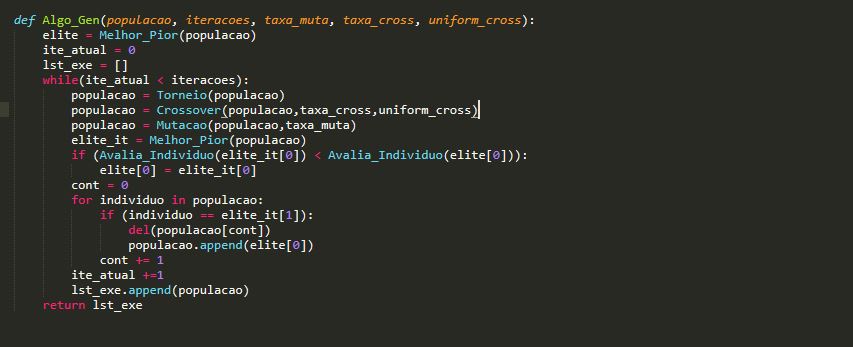 def Algo_Gen(populacao, iteracoes, taxa_muta, taxa_cross, uniform_cross):
    elite = Melhor_Pior(populacao)
    ite_atual = 0
    lst_exe = []
    while(ite_atual < iteracoes):
        populacao = Torneio(populacao)
        populacao = Crossover(populacao,taxa_cross,uniform_cross)
        populacao = Mutacao(populacao,taxa_muta)
        elite_it = Melhor_Pior(populacao)
        if (Avalia_Individuo(elite_it[0]) < Avalia_Individuo(elite[0])):
            elite[0] = elite_it[0]
        cont = 0
        for individuo in populacao:
            if (individuo == elite_it[1]):
                del(populacao[cont])
                populacao.append(elite[0])
            cont += 1
        ite_atual +=1
        lst_exe.append(populacao)
    return lst_exe